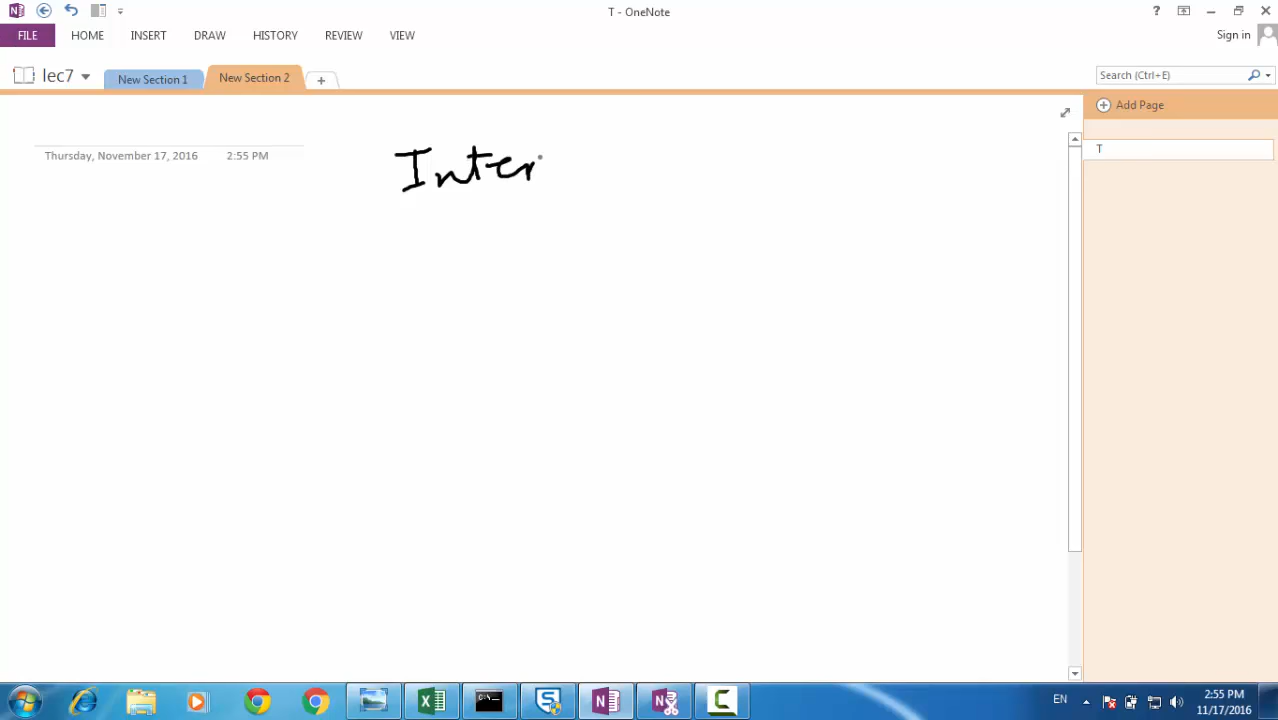 T - OneNote
?
FILE HOME INSERT DRAW HISTORY REVIEW VIEW
Sign in
lec7 New Section 1 New Section 2 +
Search (Ctrl+E)
Add Page
Thursday, November 17, 2016 2:55 PM
Inter
T
EN
2:55 PM
11/17/2016